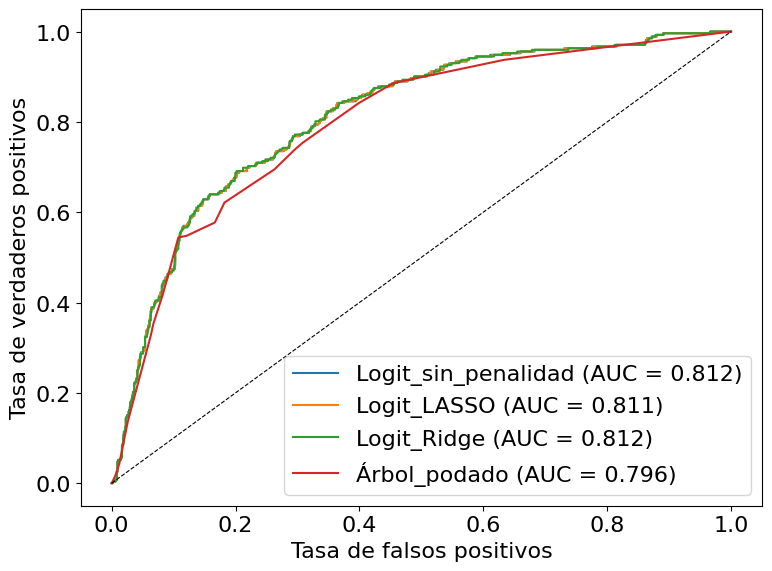 1.0
0.8
0.6
0.4
0.2
0.0
Tasa de verdaderos positivos
Logit_sin_penalidad (AUC = 0.812)
Logit_LASSO (AUC = 0.811)
Logit_Ridge (AUC = 0.812)
Árbol_podado (AUC = 0.796)
0.0 0.2 0.4 0.6 0.8 1.0
Tasa de falsos positivos